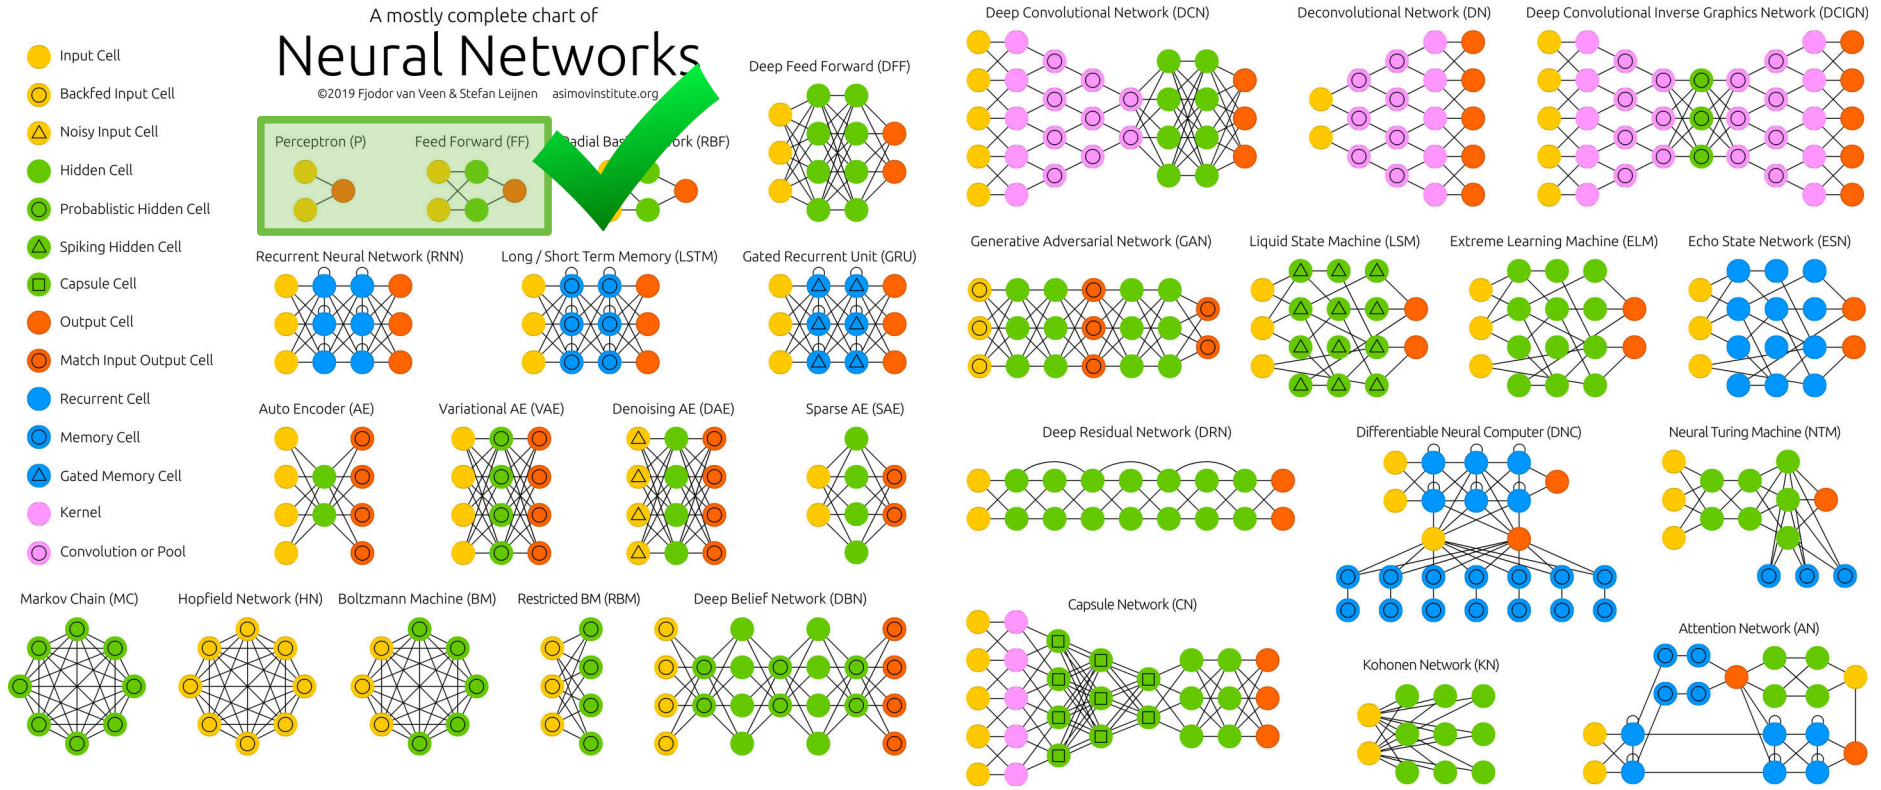 A mostly complete chart of
Neural Networks
©2019 Fjodor van Veen & Stefan Leijnen asimovinstitute.org
Input Cell
Backfed Input Cell
Noisy Input Cell
Hidden Cell
Probablistic Hidden Cell
Spiking Hidden Cell
Capsule Cell
Output Cell
Match Input Output Cell
Recurrent Cell
Memory Cell
Gated Memory Cell
Kernel
Convolution or Pool
Perceptron (P)
Feed Forward (FF)
(RBF)
Deep Feed Forward (DFF)
Recurrent Neural Network (RNN)
Long / Short Term Memory (LSTM)
Gated Recurrent Unit (GRU)
Auto Encoder (AE)
Variational AE (VAE)
Denoising AE (DAE)
Sparse AE (SAE)
Markov Chain (MC)
Hopfield Network (HN)
Boltzmann Machine (BM)
Restricted BM (RBM)
Deep Belief Network (DBN)
Deep Convolutional Network (DCN)
Deconvolutional Network (DN)
Deep Convolutional Inverse Graphics Network (DCIGN)
Generative Adversarial Network (GAN)
Liquid State Machine (LSM)
Extreme Learning Machine (ELM)
Echo State Network (ESN)
Deep Residual Network (DRN)
Differentiable Neural Computer (DNC)
Neural Turing Machine (NTM)
Capsule Network (CN)
Kohonen Network (KN)
Attention Network (AN)